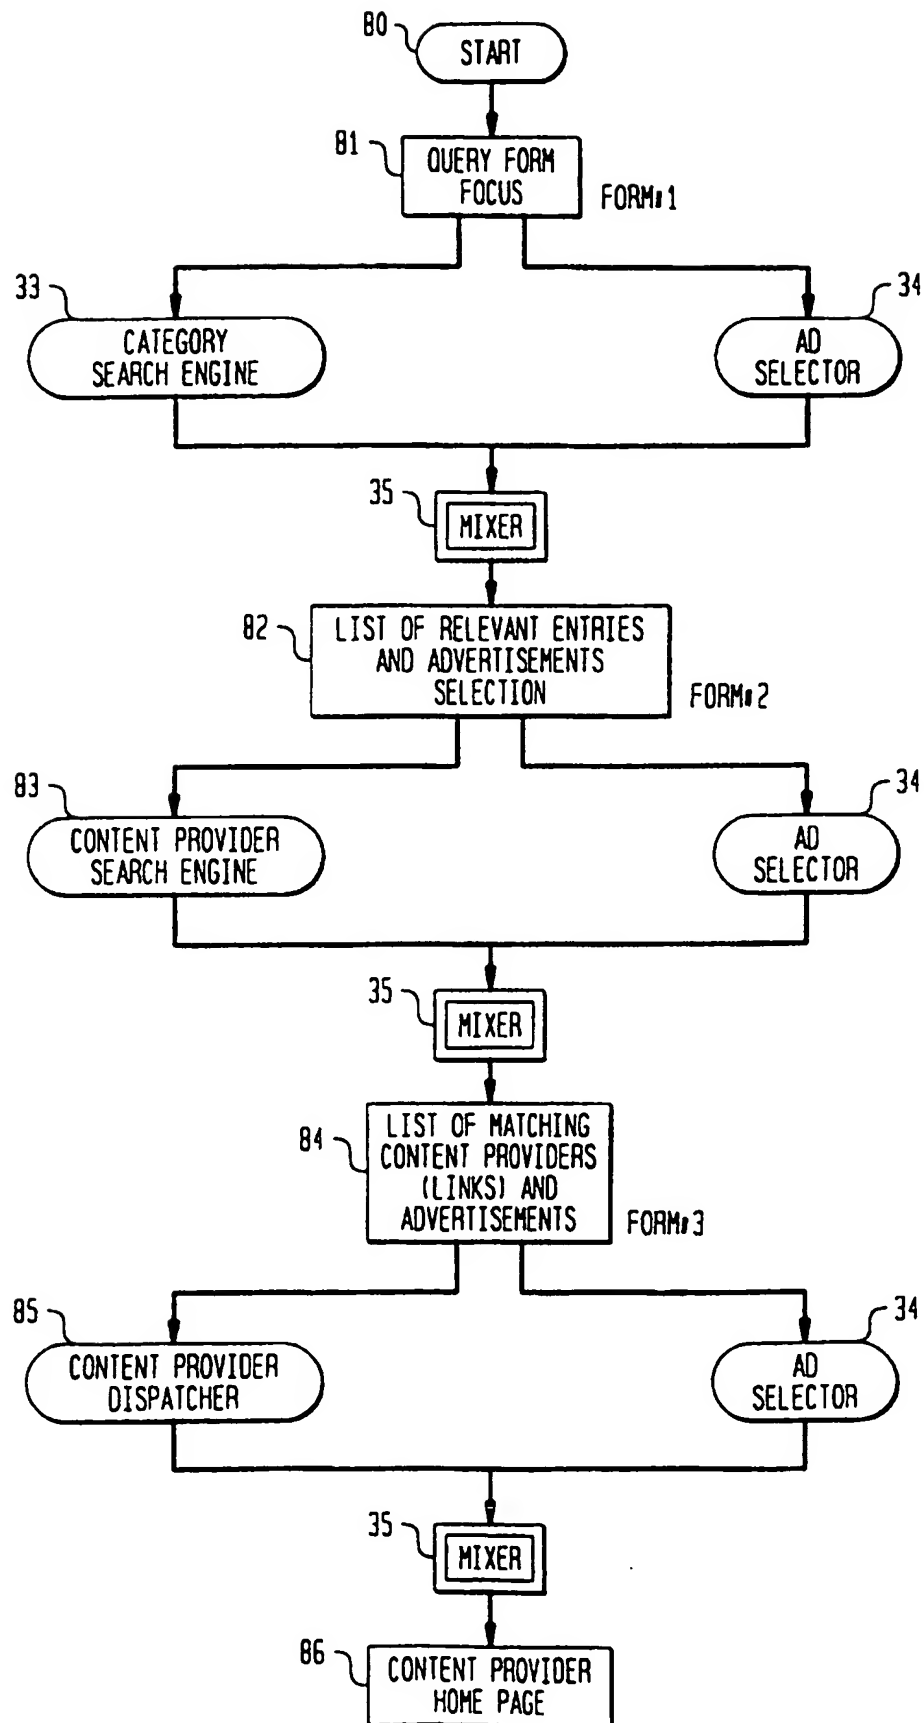 80
START
81
QUERY FORM
FOCUS
FORM#1
33
CATEGORY
SEARCH ENGINE
34
AD
SELECTOR
35
MIXER
82
LIST OF RELEVANT ENTRIES
AND ADVERTISEMENTS
SELECTION
FORM#2
83
CONTENT PROVIDER
SEARCH ENGINE
34
AD
SELECTOR
35
MIXER
84
LIST OF MATCHING
CONTENT PROVIDERS
(LINKS) AND
ADVERTISEMENTS
FORM#3
85
CONTENT PROVIDER
DISPATCHER
34
AD
SELECTOR
35
MIXER
86
CONTENT PROVIDER
HOME PAGE